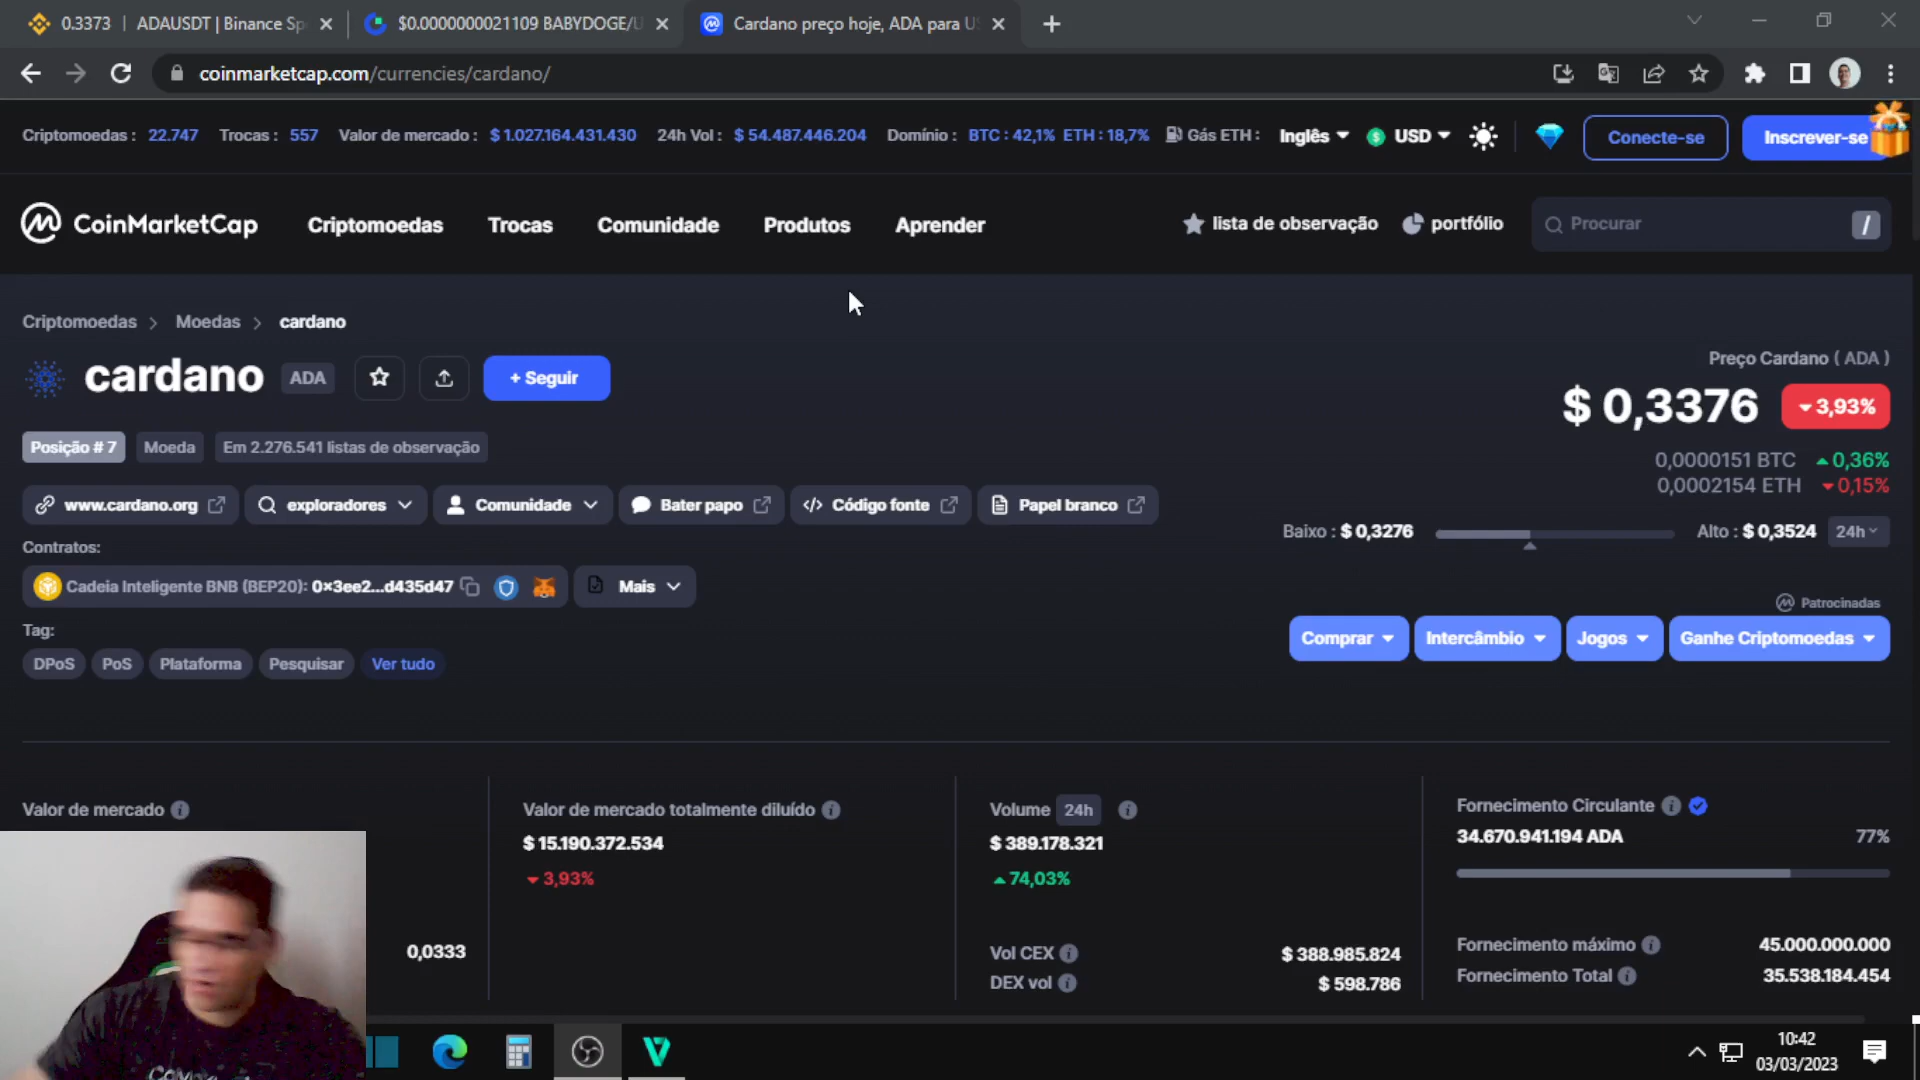 0.3373 | ADAUSDT | Binance Sp
$0.0000000021109 BABYDOGE/U
Cardano preço hoje, ADA para US
coinmarketcap.com/currencies/cardano/
Criptomoedas : 22.747 Trocas : 557 Valor de mercado : $ 1.027.164.431.430 24h Vol : $ 54.487.446.204 Domínio : BTC : 42,1% ETH : 18,7% Gás ETH : Inglês USD Conecte-se Inscrever-se
CoinMarketCap Criptomoedas Trocas Comunidade Produtos Aprender lista de observação portfólio Procurar /
Criptomoedas > Moedas > cardano
cardano ADA + Seguir
Preço Cardano ( ADA )
$ 0,3376 3,93%
Posição # 7 Moeda Em 2.276.541 listas de observação
0,0000151 BTC 0,36%
0,0002154 ETH 0,15%
www.cardano.org exploradores Comunidade Bater papo Código fonte Papel branco
Baixo : $ 0,3276 Alto : $ 0,3524 24h
Contratos:
Cadeia Inteligente BNB (BEP20): 0x3ee2...d435d47 Mais
Patrocinadas
Tag:
Comprar Intercâmbio Jogos Ganhe Criptomoedas
DPoS PoS Plataforma Pesquisar Ver tudo
Valor de mercado
Valor de mercado totalmente diluído
$ 15.190.372.534
3,93%
Volume 24h
$ 389.178.321
74,03%
Fornecimento Circulante
34.670.941.194 ADA 77%
0,0333
Vol CEX $ 388.985.824
DEX vol $ 598.786
Fornecimento máximo 45.000.000.000
Fornecimento Total 35.538.184.454
10:42
03/03/2023